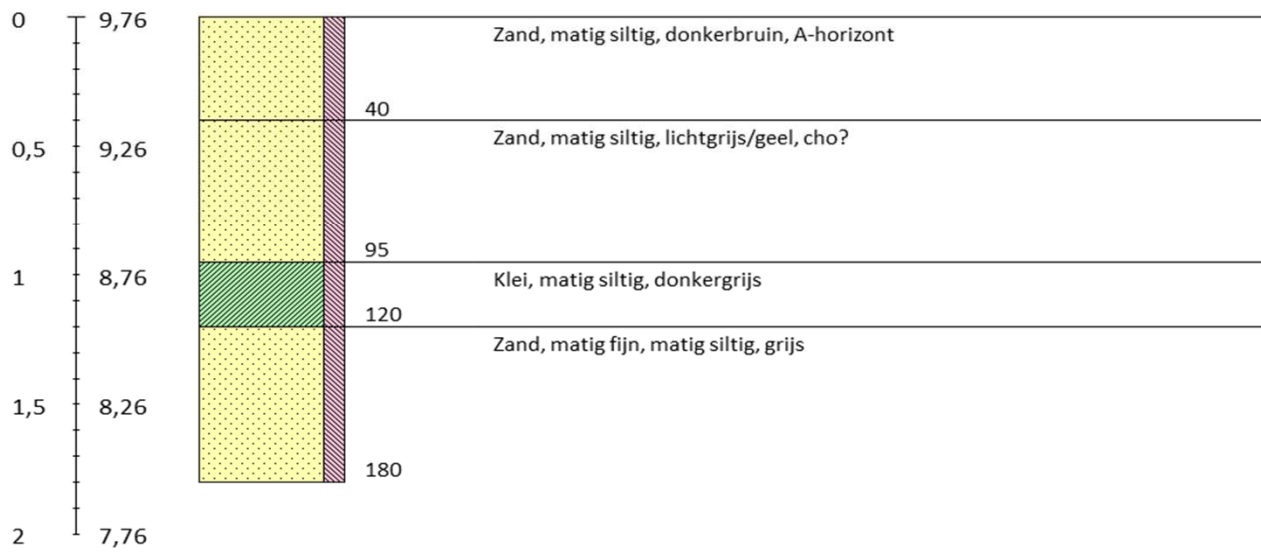 0 9,76
Zand, matig siltig, donkerbruin, A-horizont
40
Zand, matig siltig, lichtgrijs/geel, cho?
0,5 9,26
95
1 8,76
Klei, matig siltig, donkergrijs
120
Zand, matig fijn, matig siltig, grijs
1,5 8,26
180
2 7,76